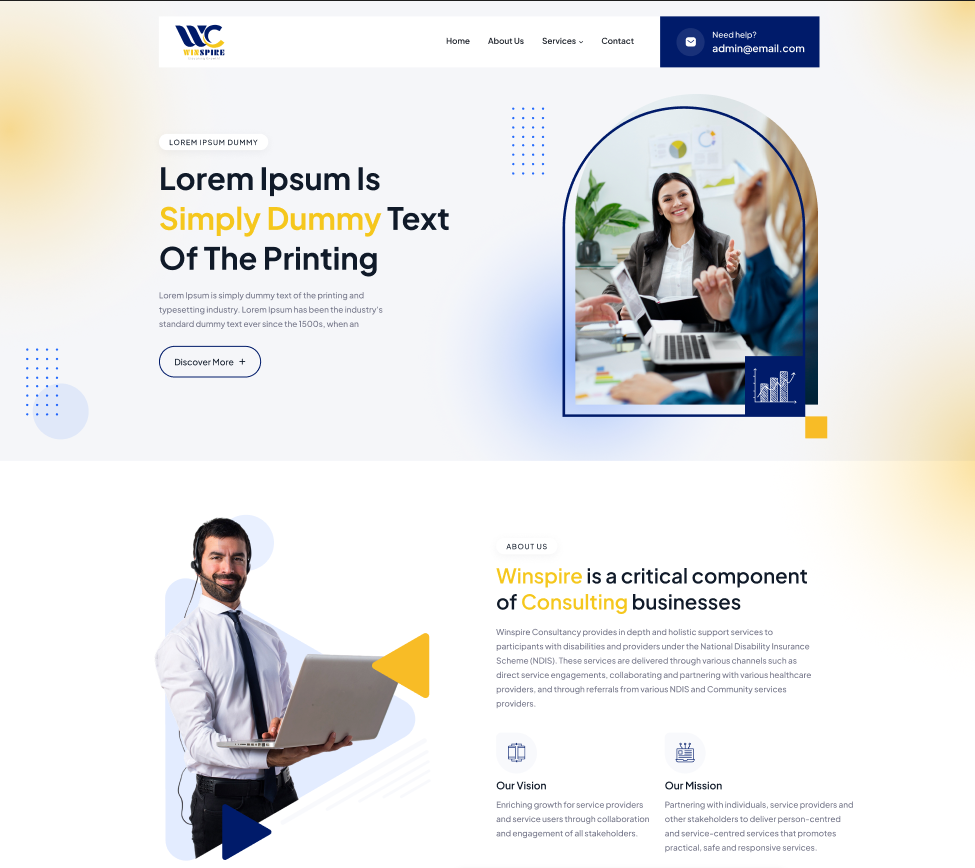 WC
WINSPIRE
Home About Us Services Contact
Need help?
admin@email.com
LOREM IPSUM DUMMY
Lorem Ipsum Is
Simply Dummy Text
Of The Printing
Lorem Ipsum is simply dummy text of the printing and
typesetting industry. Lorem Ipsum has been the industry's
standard dummy text ever since the 1500s, when an
Discover More +
ABOUT US
Winspire is a critical component
of Consulting businesses
Winspire Consultancy provides in depth and holistic support services to
participants with disabilities and providers under the National Disability Insurance
Scheme (NDIS). These services are delivered through various channels such as
direct service engagements, collaborating and partnering with various healthcare
providers, and through referrals from various NDIS and Community services
providers.
Our Vision
Enriching growth for service providers
and service users through collaboration
and engagement of all stakeholders.
Our Mission
Partnering with individuals, service providers and
other stakeholders to deliver person-centred
and service-centred services that promotes
practical, safe and responsive services.